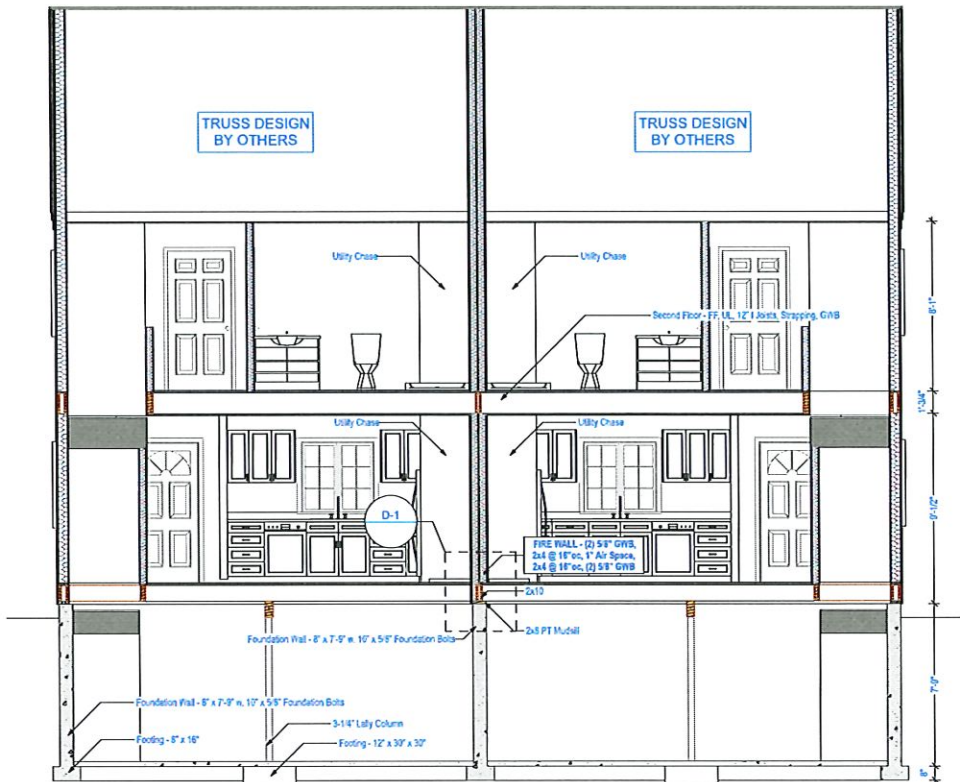 TRUSS DESIGN
BY OTHERS
TRUSS DESIGN
BY OTHERS
Utility Chase
Utility Chase
8'-1"
Second Floor - FF, UL, 12" I Joists, Strapping, GWB
1'-3/4"
Utility Chase
Utility Chase
D-1
FIRE WALL - (2) 5/8" GWB,
2x4 @ 16"oc, 1" Air Space,
2x4 @ 16"oc, (2) 5/8" GWB
9'-1/2"
2x10
2x8 PT Mudsill
Foundation Wall - 8" x 7'-9" w. 10" x 5/8" Foundation Bolts
7'-9"
Foundation Wall - 8" x 7'-9" w. 10" x 5/8" Foundation Bolts
3-1/4" Lally Column
Footing - 8" x 16"
Footing - 12" x 30" x 30"
8"